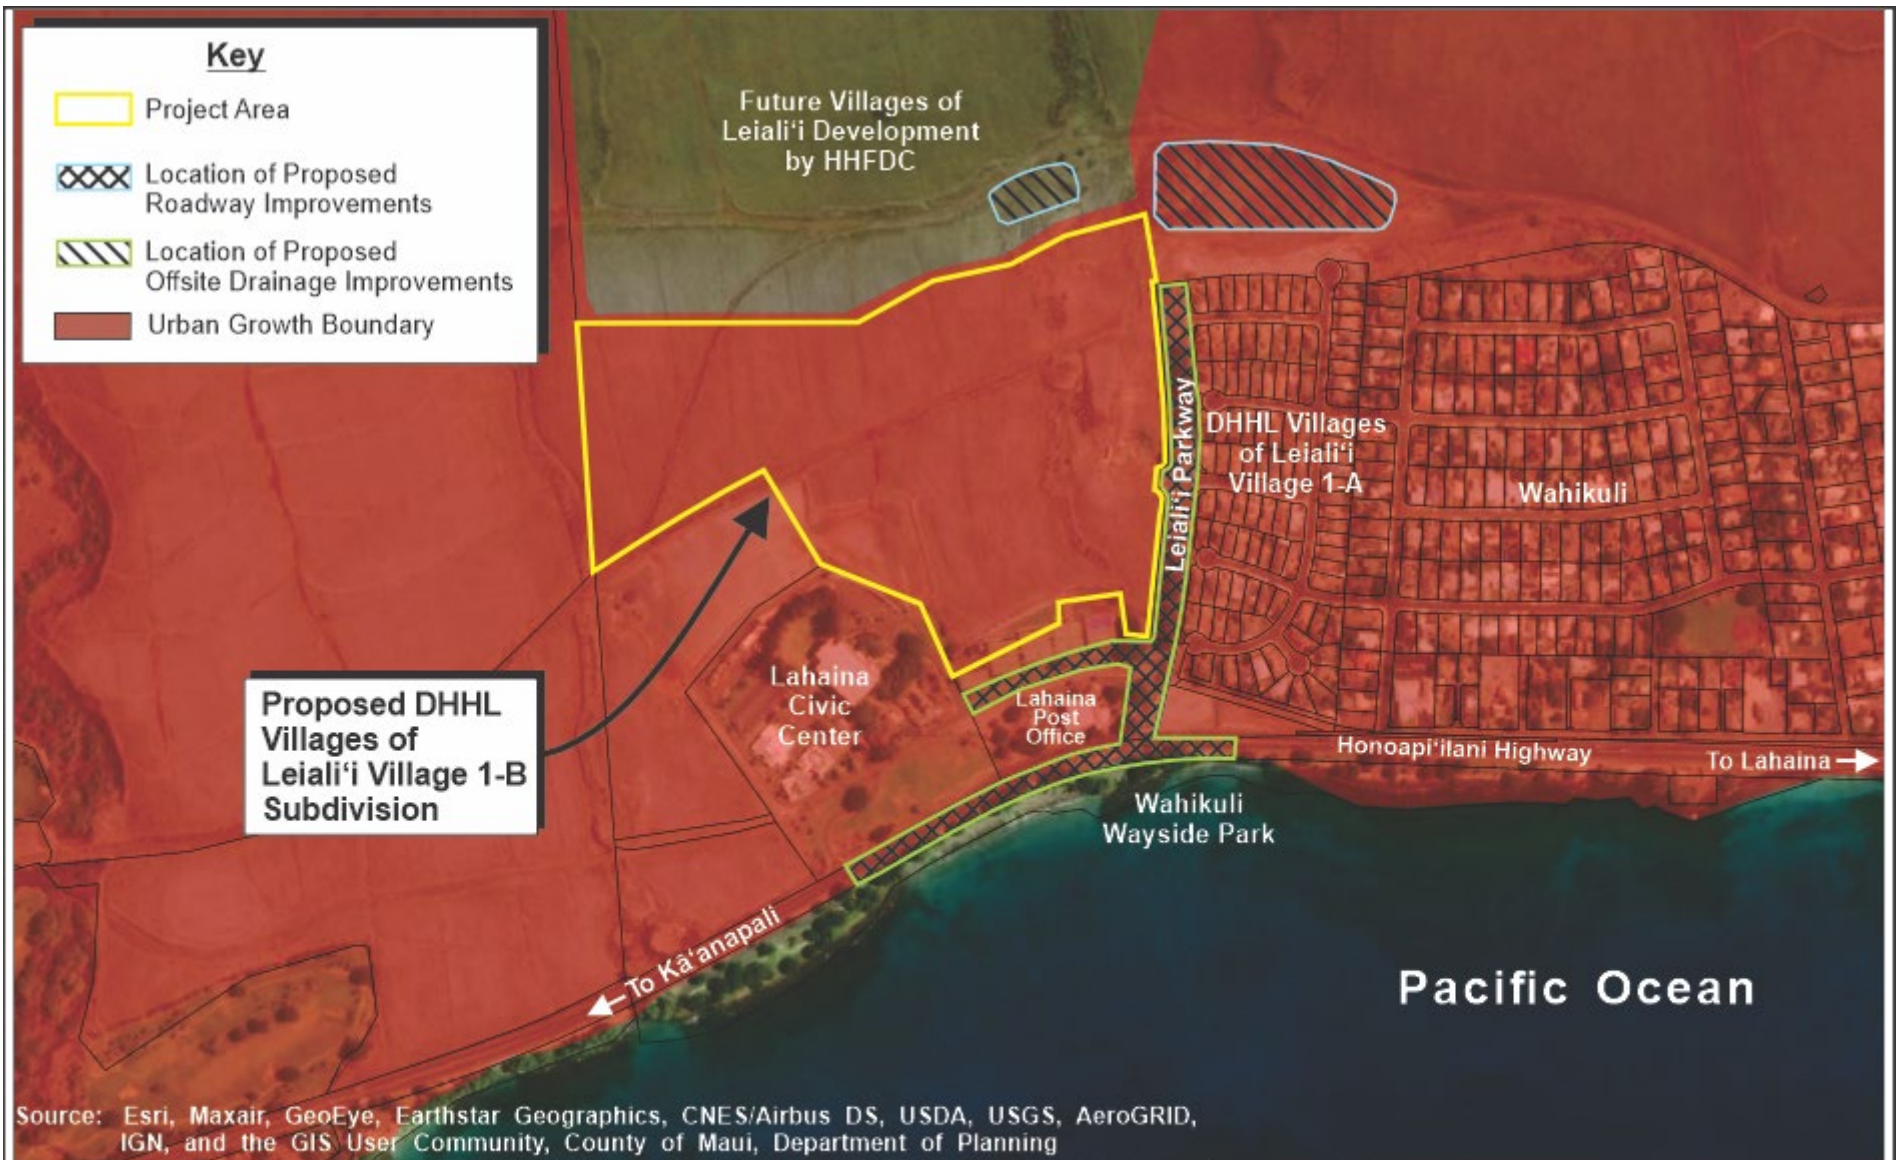 Key
Project Area
Location of Proposed
Roadway Improvements
Location of Proposed
Offsite Drainage Improvements
Urban Growth Boundary
Future Villages of
Leiali‘i Development
by HHFDC
Leiali‘i Parkway
DHHL Villages
of Leiali‘i
Village 1-A
Wahikuli
Proposed DHHL
Villages of
Leiali‘i Village 1-B
Subdivision
Lahaina
Civic
Center
Lahaina
Post
Office
Honoapi‘ilani Highway
To Lahaina
Wahikuli
Wayside Park
To Kā‘anapali
Pacific Ocean
Source: Esri, Maxair, GeoEye, Earthstar Geographics, CNES/Airbus DS, USDA, USGS, AeroGRID,
IGN, and the GIS User Community, County of Maui, Department of Planning